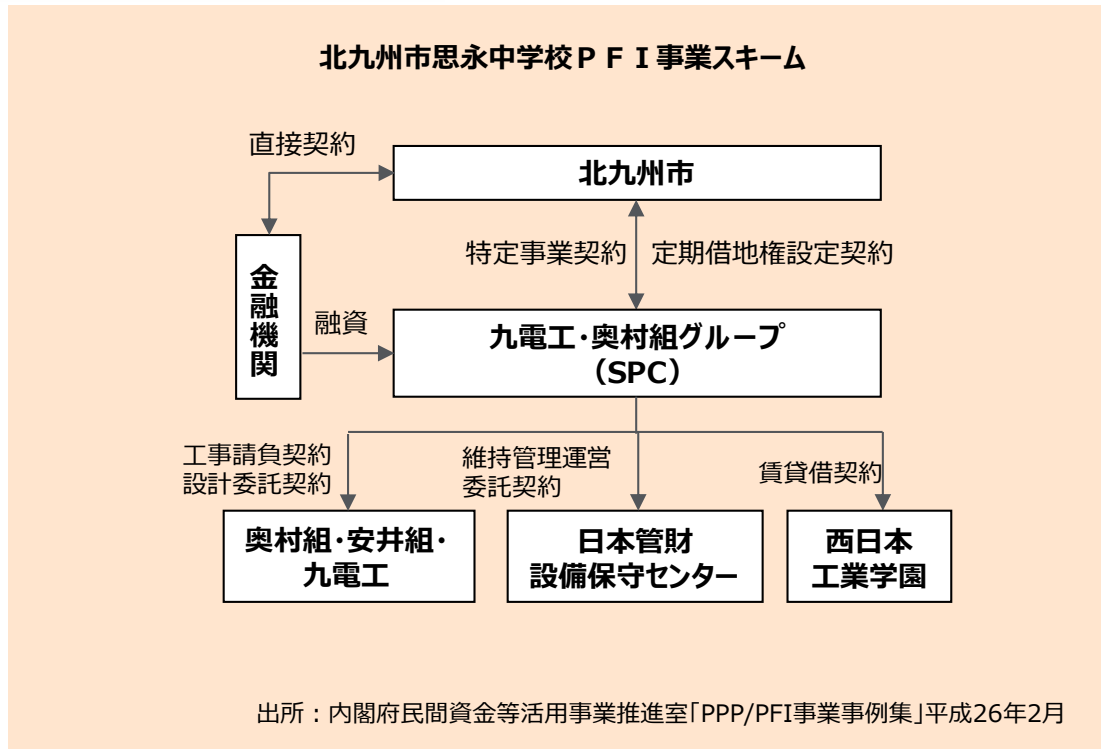 北九州市思永中学校ＰＦＩ事業スキーム
直接契約
北九州市
特定事業契約
定期借地権設定契約
金融機関
融資
九電工・奥村組グループ
（SPC）
工事請負契約
設計委託契約
維持管理運営
委託契約
賃貸借契約
奥村組・安井組・
九電工
日本管財
設備保守センター
西日本
工業学園
出所：内閣府民間資金等活用事業推進室「PPP/PFI事業事例集」平成26年2月